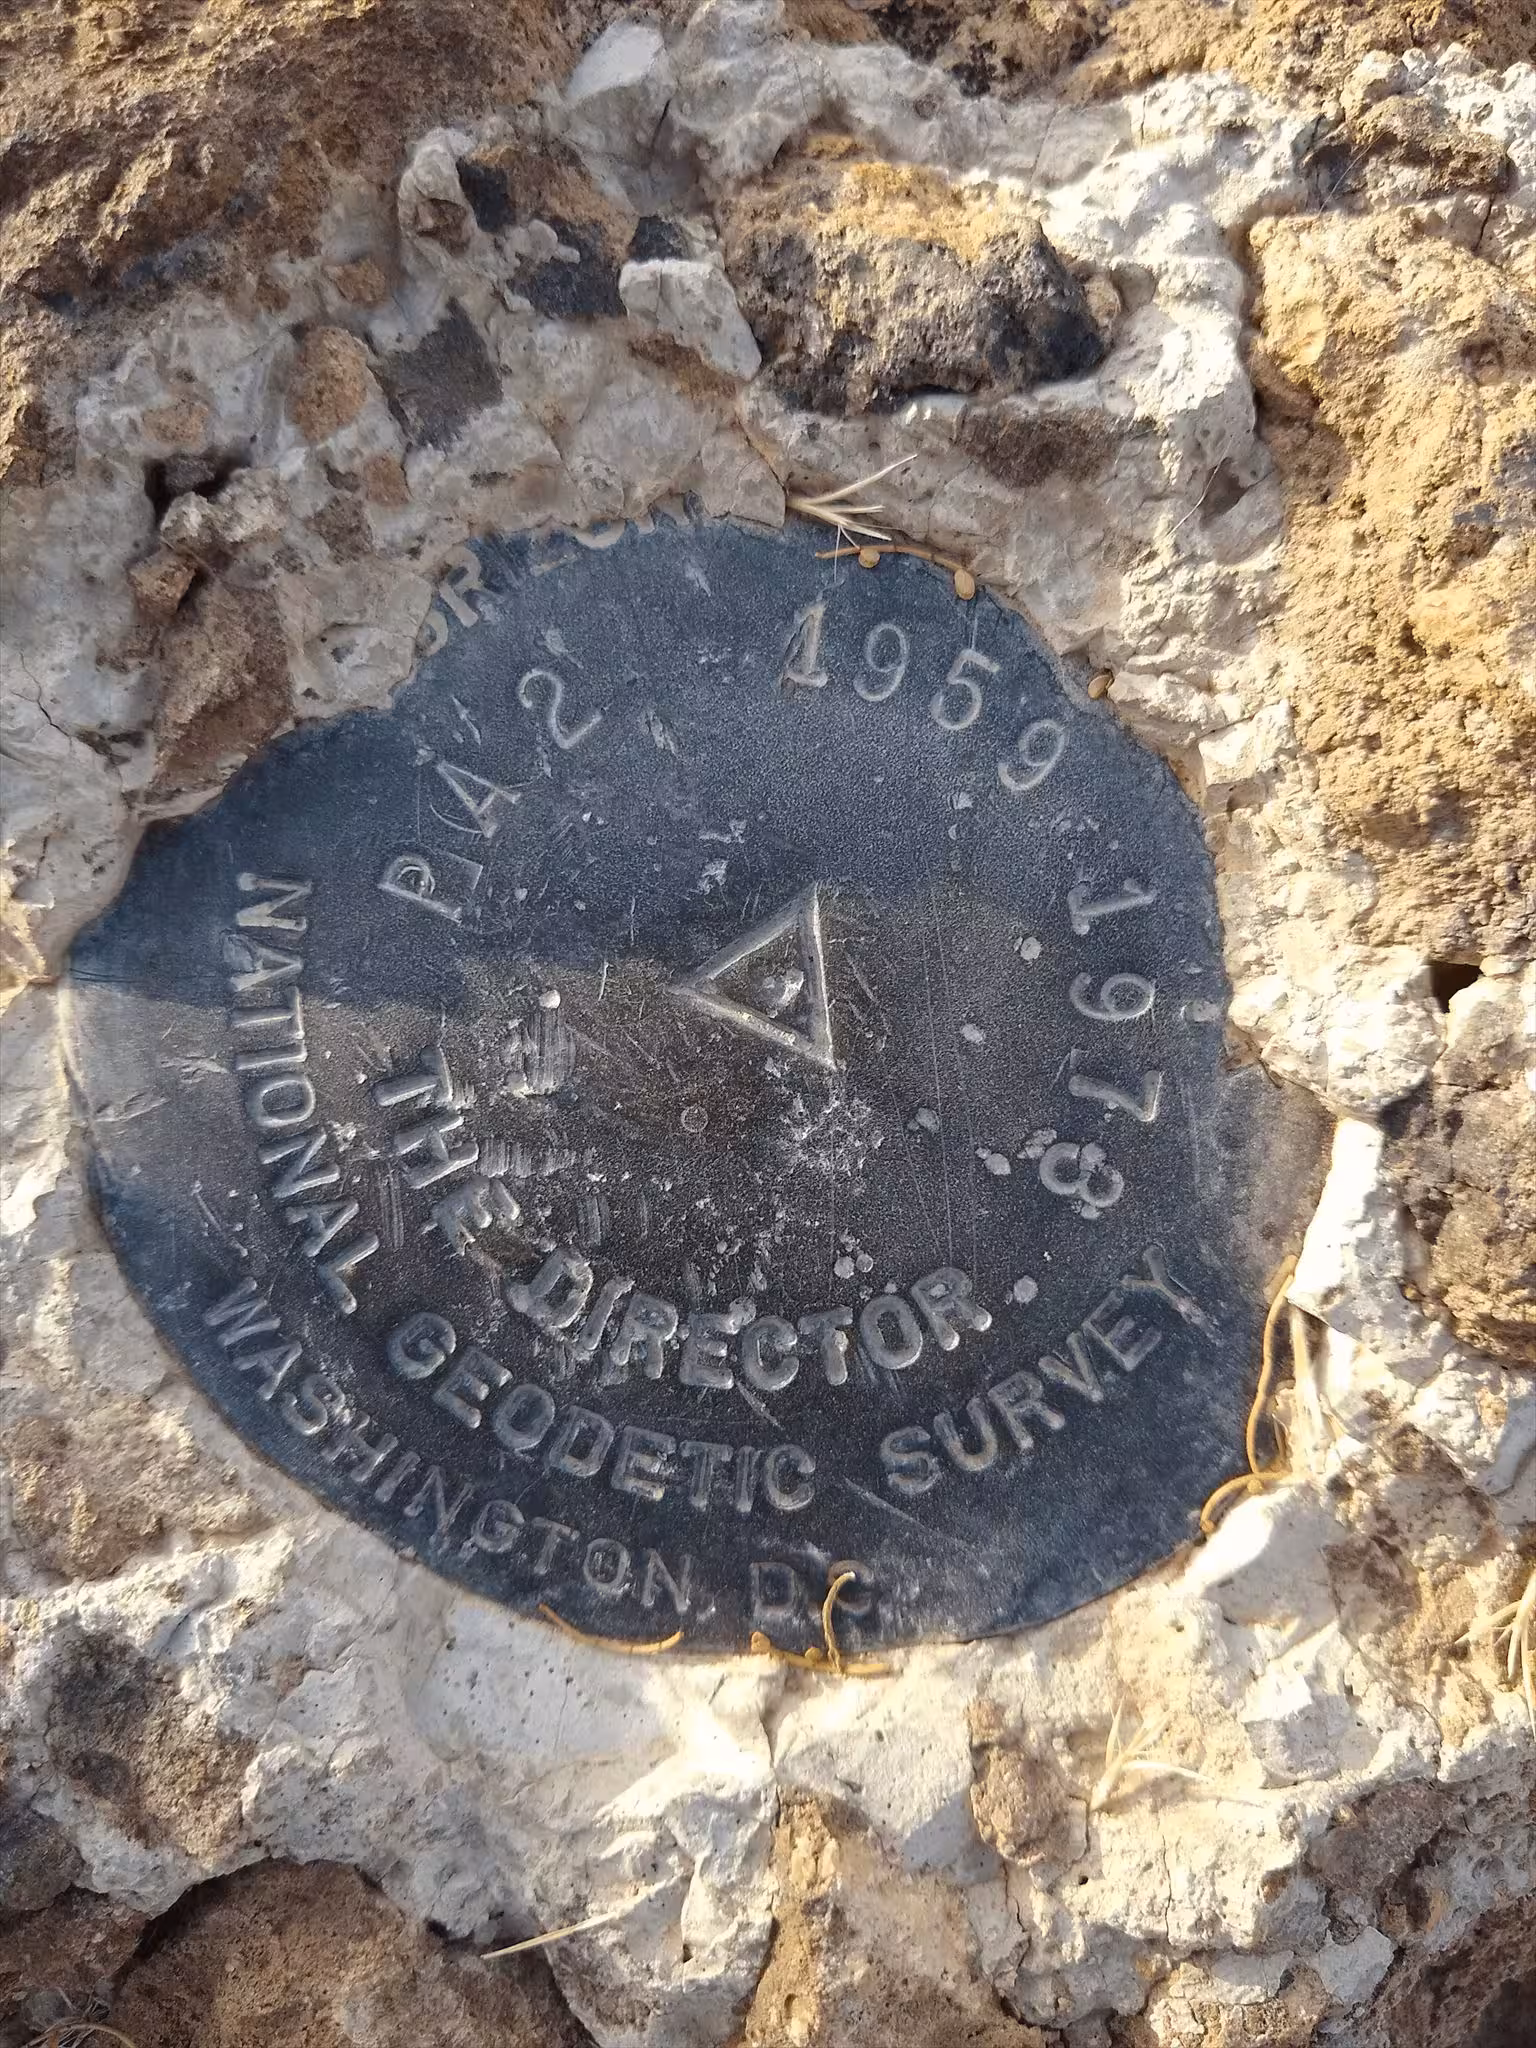 PA 2 1959 1978
THE DIRECTOR
NATIONAL GEODETIC SURVEY
WASHINGTON, D.C.